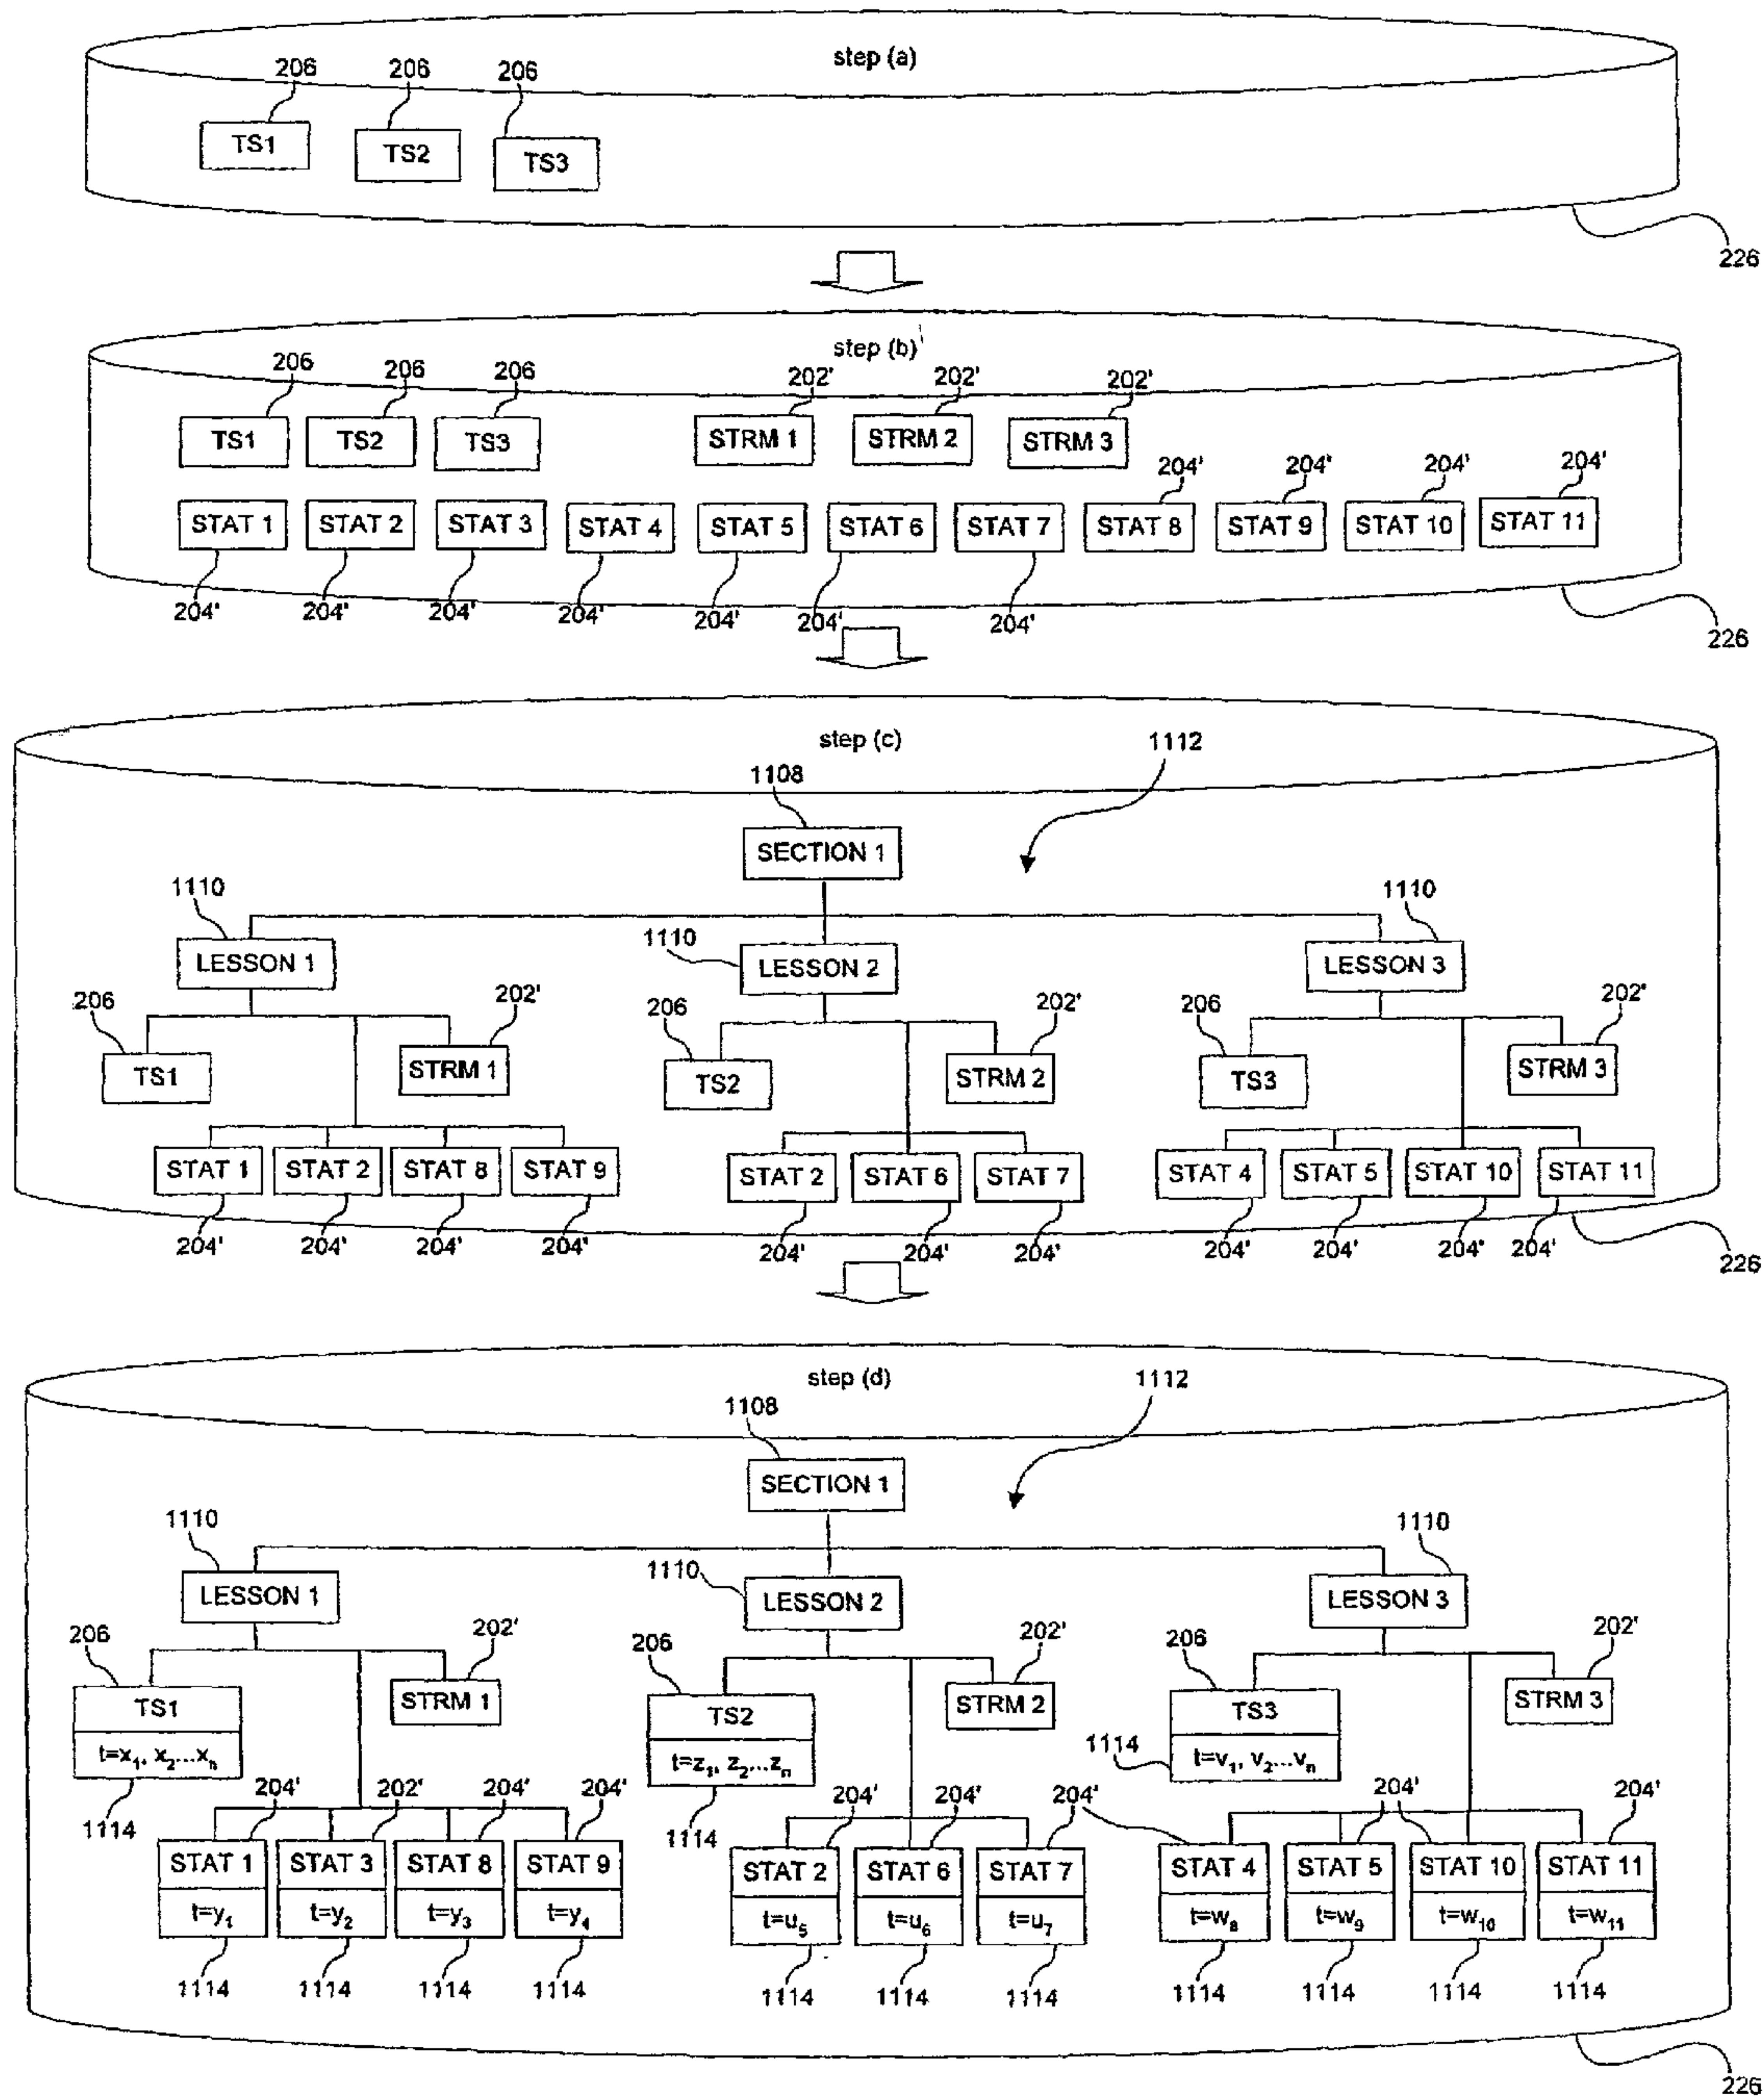 step (a)
206 206 206
TS1 TS2 TS3
226
step (b)
206 206 206 202' 202' 202'
TS1 TS2 TS3 STRM 1 STRM 2 STRM 3
204' 204' 204' 204'
STAT 1 STAT 2 STAT 3 STAT 4 STAT 5 STAT 6 STAT 7 STAT 8 STAT 9 STAT 10 STAT 11
204' 204' 204' 204' 204' 204' 204'
226
step (c)
1112
1108
SECTION 1
1110 1110 1110
LESSON 1 LESSON 2 LESSON 3
206 202' 206 202' 206 202'
TS1 STRM 1 TS2 STRM 2 TS3 STRM 3
STAT 1 STAT 2 STAT 8 STAT 9 STAT 2 STAT 6 STAT 7 STAT 4 STAT 5 STAT 10 STAT 11
204' 204' 204' 204' 204' 204' 204' 204' 204' 204' 204'
226
step (d)
1112
1108
SECTION 1
1110 1110 1110
LESSON 1 LESSON 2 LESSON 3
206 202' 206 202' 206 202'
TS1 STRM 1 TS2 STRM 2 TS3 STRM 3
t=x₁, x₂...xₙ t=z₁, z₂...zₙ t=v₁, v₂...vₙ
1114 1114 1114
204' 202' 204' 204' 204' 204' 204' 204' 204'
STAT 1 STAT 3 STAT 8 STAT 9 STAT 2 STAT 6 STAT 7 STAT 4 STAT 5 STAT 10 STAT 11
t=y₁ t=y₂ t=y₃ t=y₄ t=u₅ t=u₆ t=u₇ t=w₈ t=w₉ t=w₁₀ t=w₁₁
1114 1114 1114 1114 1114 1114 1114 1114 1114 1114 1114
226